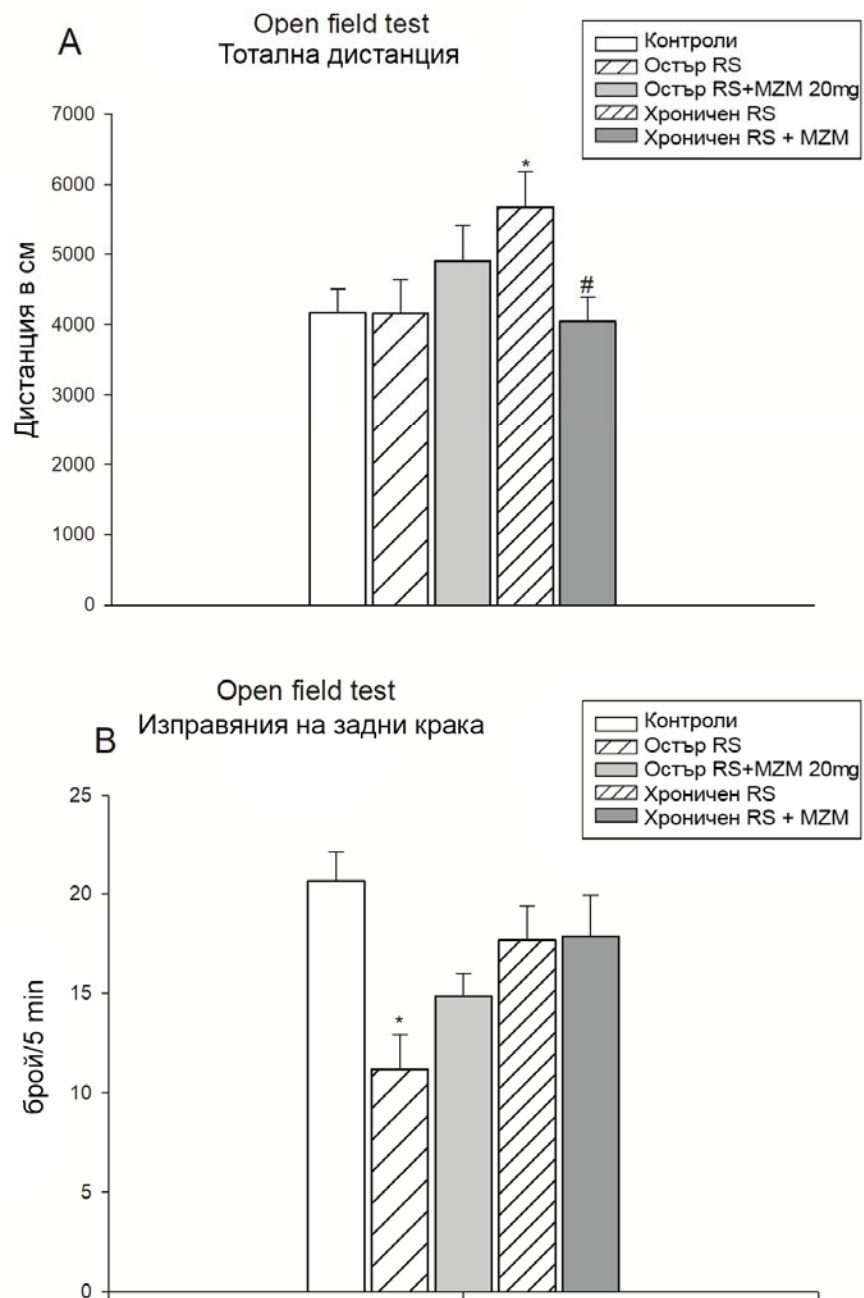 A
Open field test
Тотална дистанция
Контроли
Остър RS
Остър RS+MZM 20mg
Хроничен RS
Хроничен RS + MZM
Дистанция в см
7000
6000
5000
4000
3000
2000
1000
0
*
#
B
Open field test
Изправяния на задни крака
Контроли
Остър RS
Остър RS+MZM 20mg
Хроничен RS
Хроничен RS + MZM
брой/5 min
25
20
15
10
5
0
*